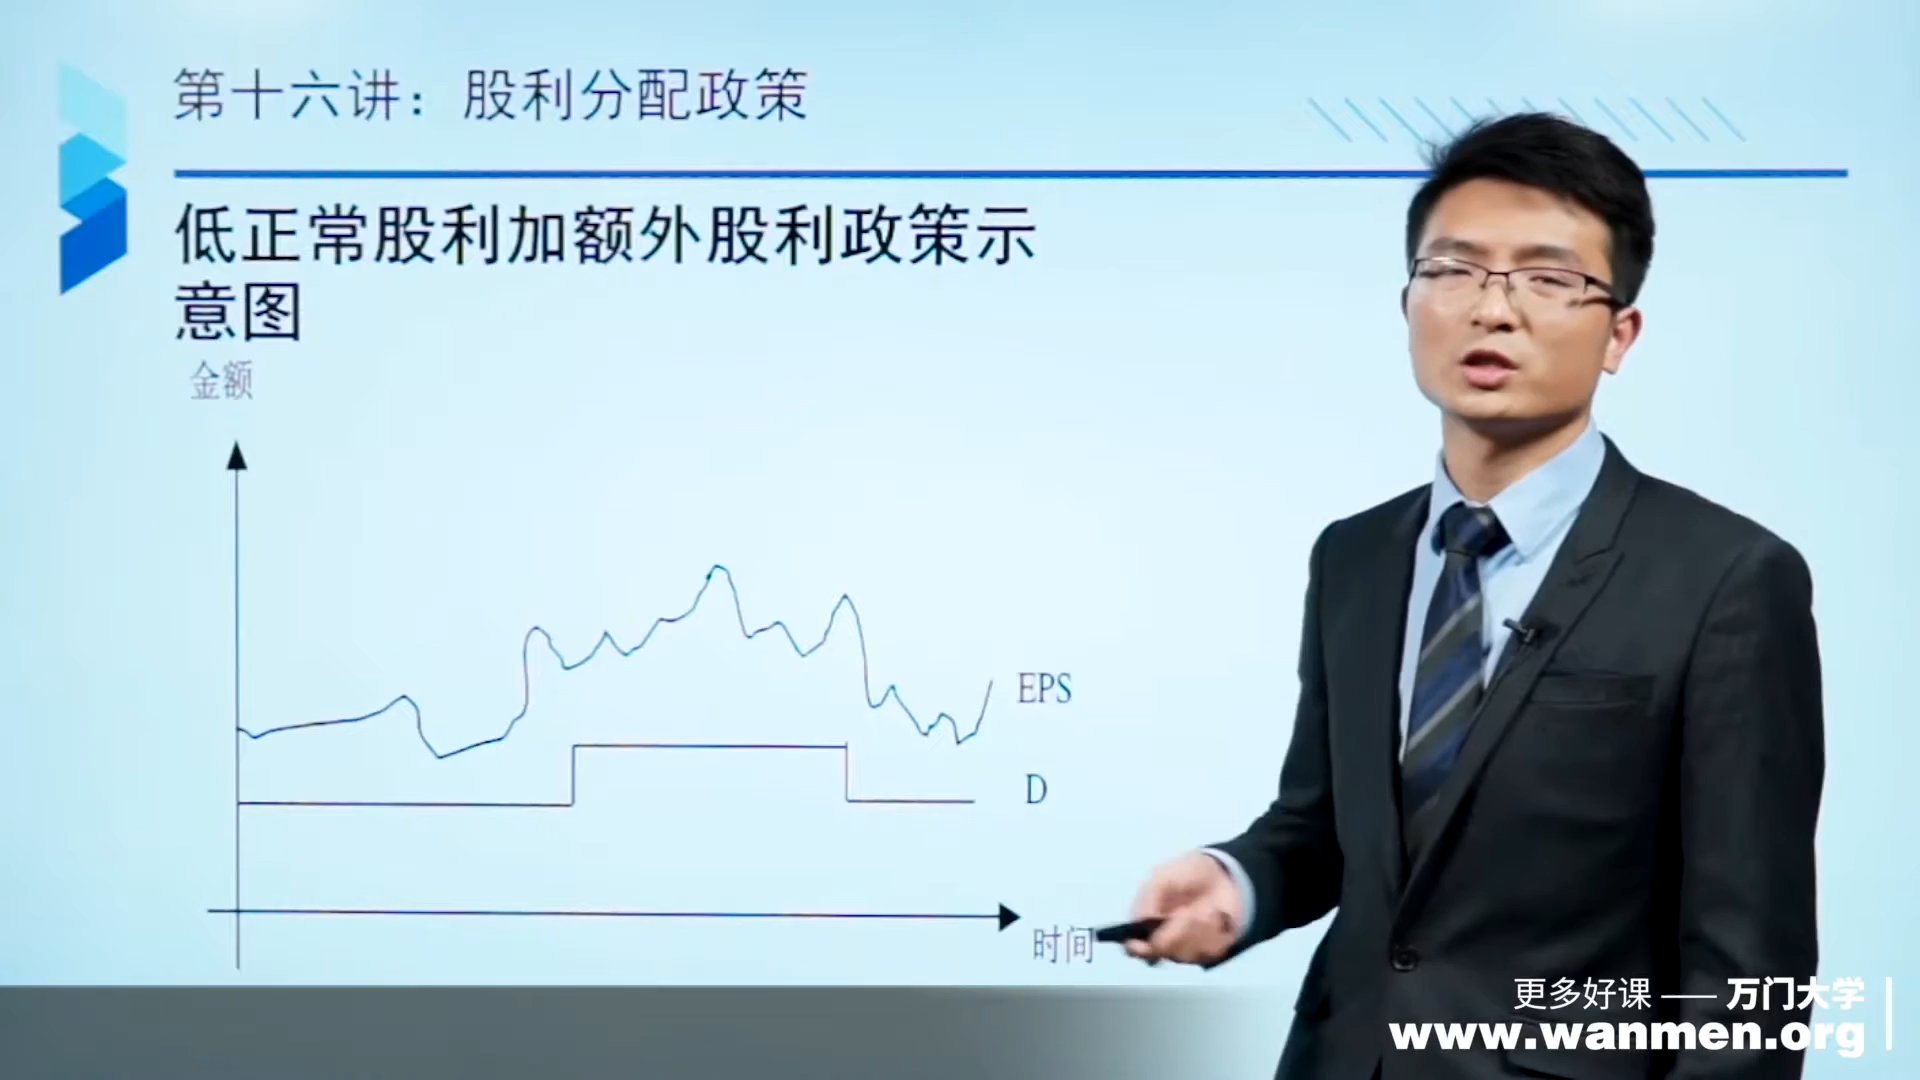 第十六讲：股利分配政策
低正常股利加额外股利政策示
意图
金额
EPS
D
时间
更多好课 —— 万门大学
www.wanmen.org